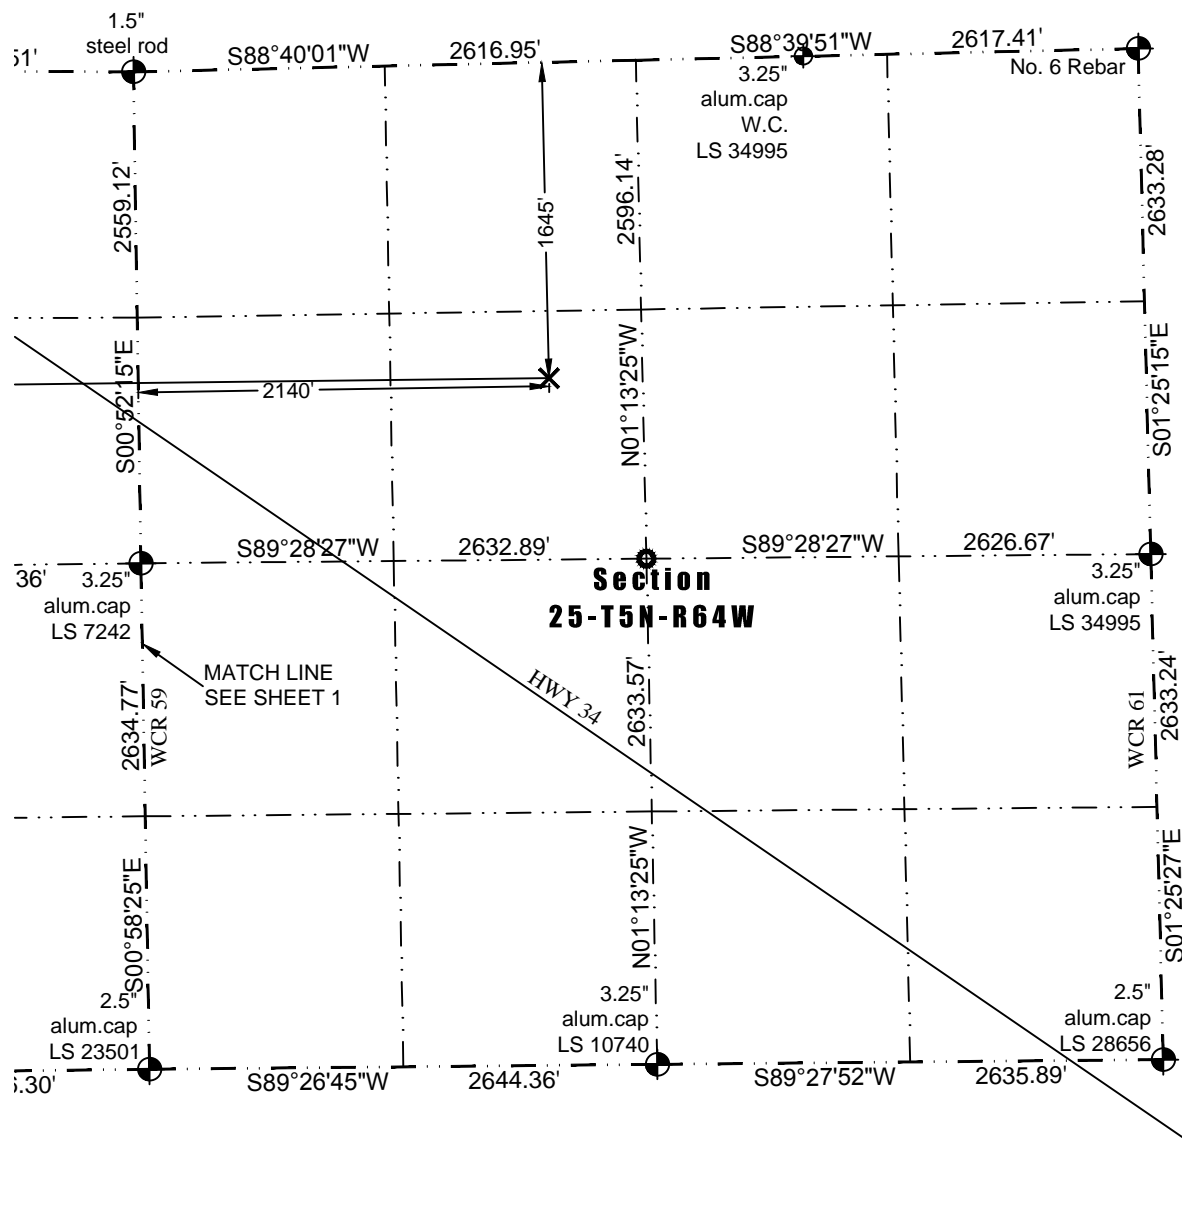 1.5"
steel rod
51'
S88°40'01"W
2616.95'
S88°39'51"W
2617.41'
3.25"
alum.cap
W.C.
LS 34995
No. 6 Rebar
2559.12'
1645'
2596.14'
2633.28'
S00°52'15"E
2140'
N01°13'25"W
S01°25'15"E
S89°28'27"W
2632.89'
S89°28'27"W
2626.67'
36'
3.25"
alum.cap
LS 7242
Section
25-T5N-R64W
3.25"
alum.cap
LS 34995
MATCH LINE
SEE SHEET 1
2634.77'
WCR 59
HWY 34
2633.57'
WCR 61
2633.24'
S00°58'25"E
N01°13'25"W
S01°25'27"E
2.5"
alum.cap
LS 23501
3.25"
alum.cap
LS 10740
2.5"
alum.cap
LS 28656
.30'
S89°26'45"W
2644.36'
S89°27'52"W
2635.89'